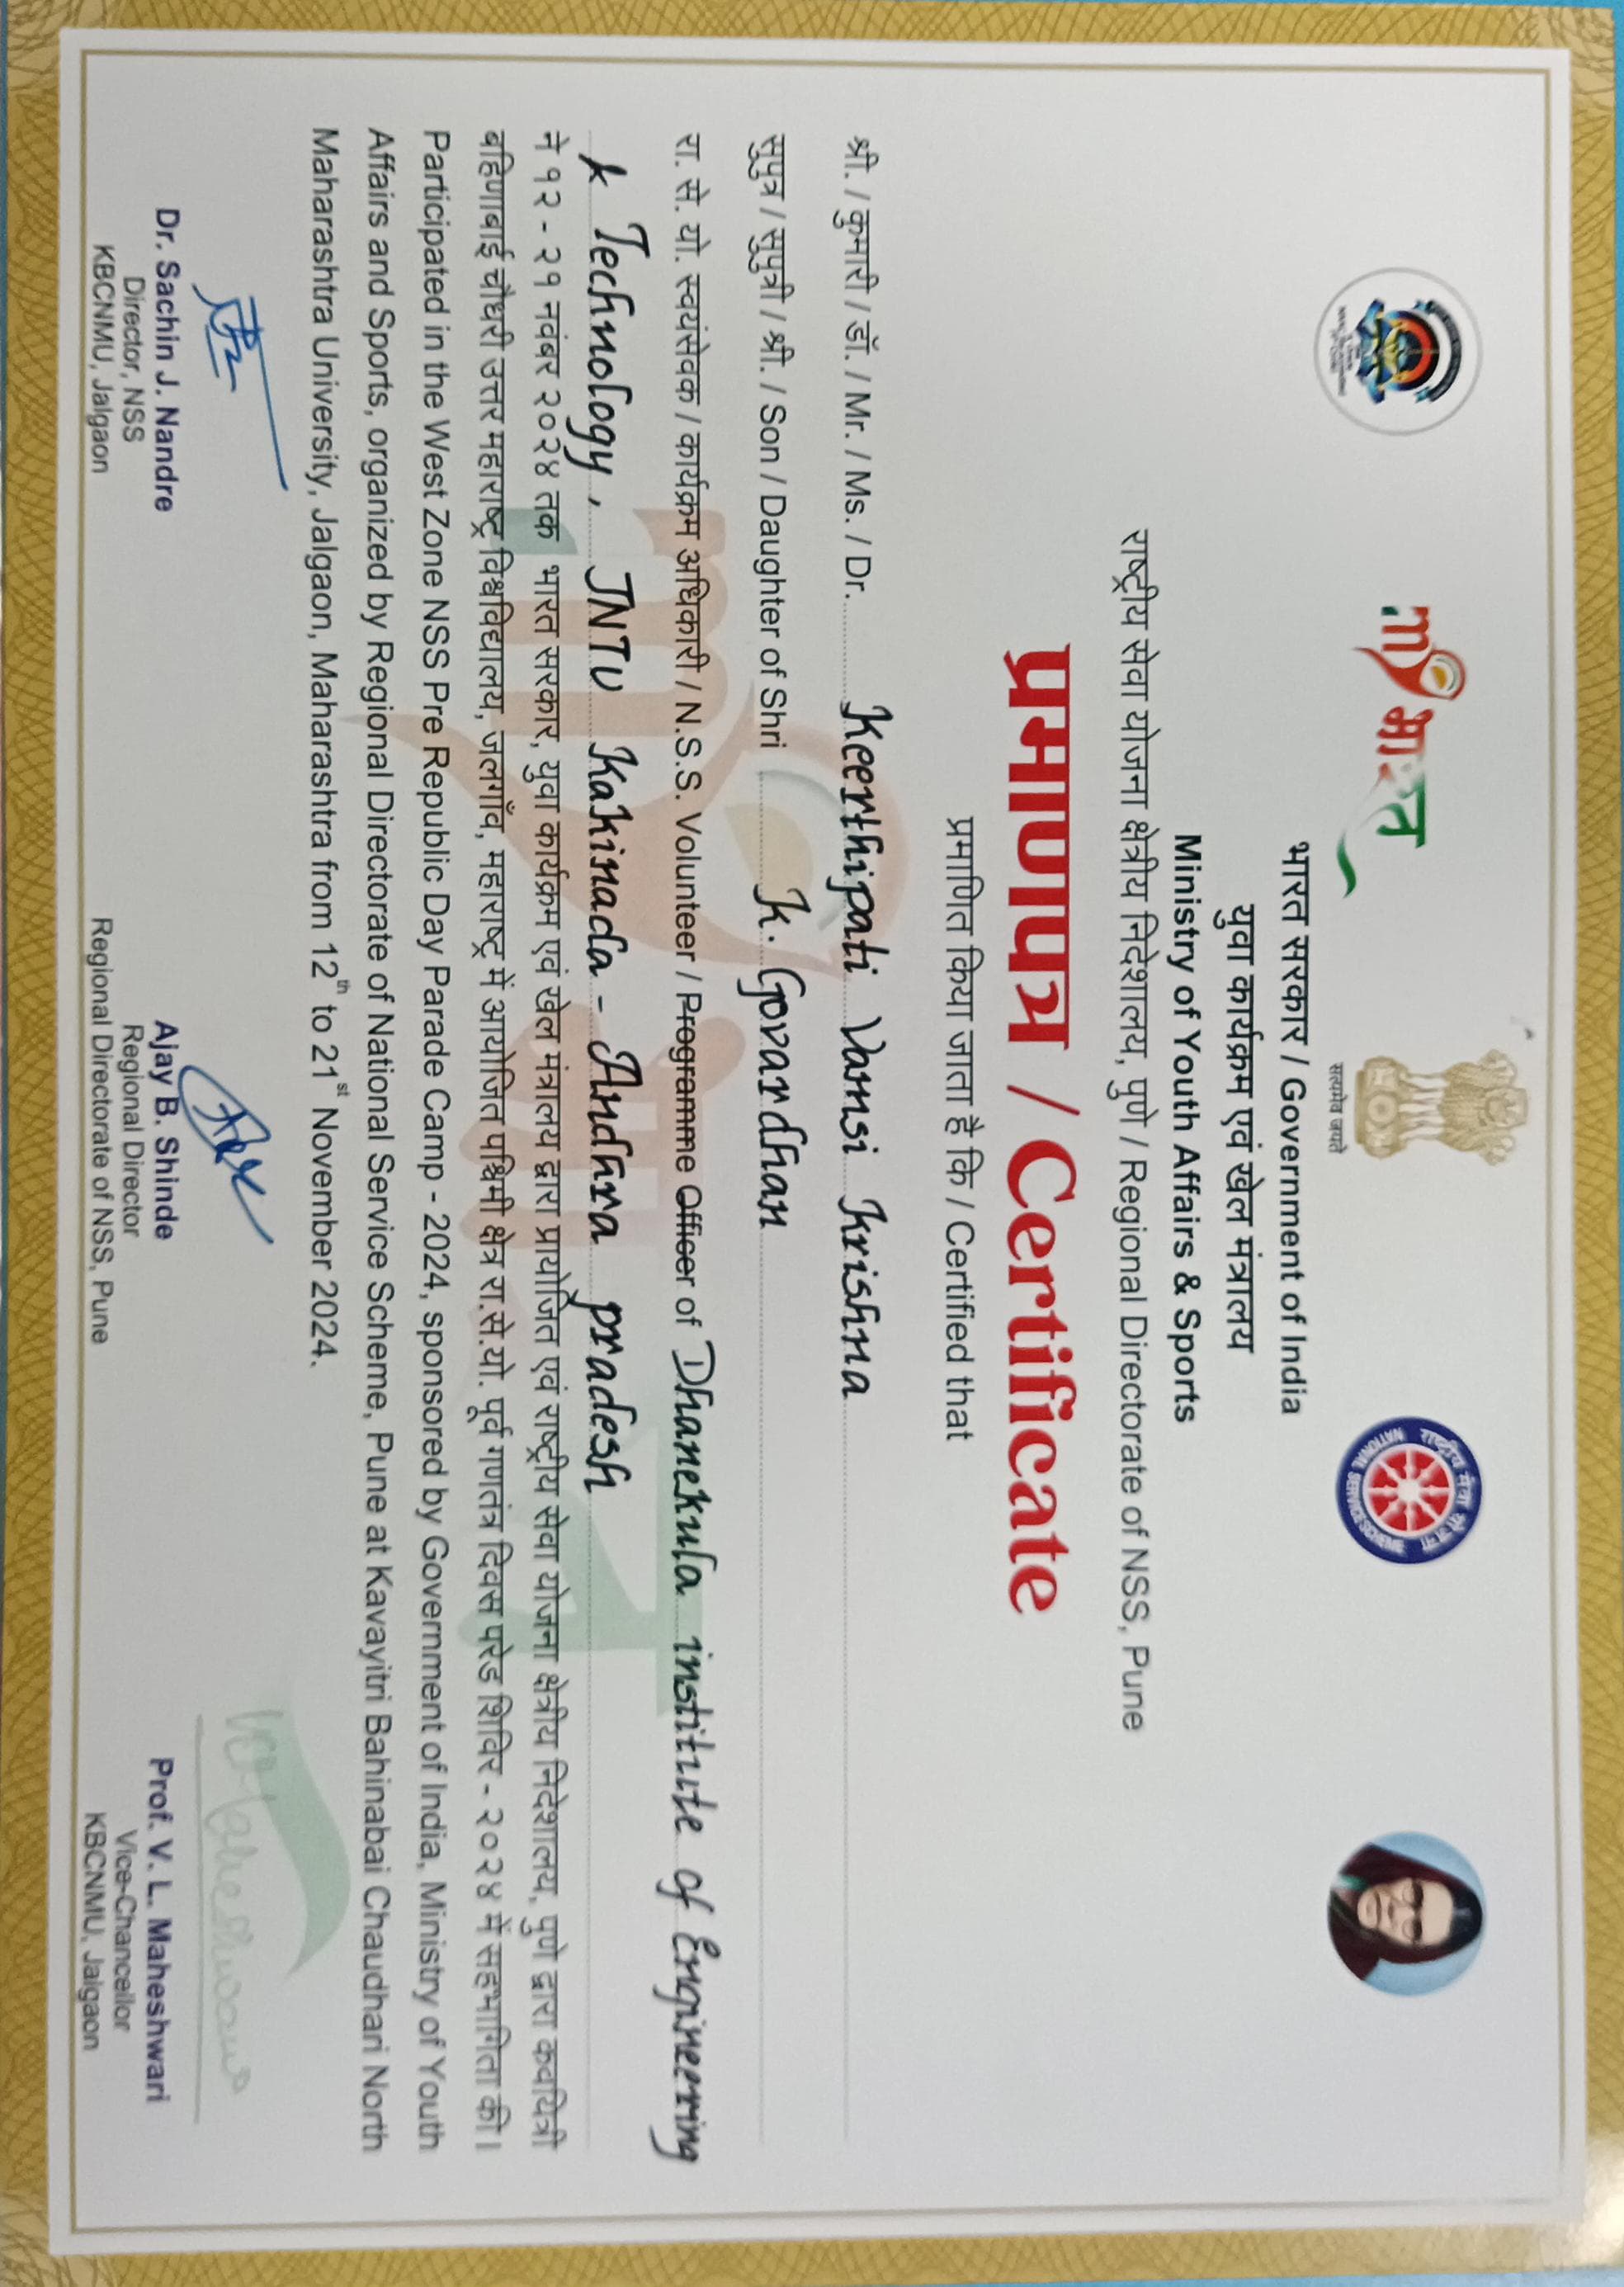 my भारत
राष्ट्रीय सेवा योजना
NATIONAL SERVICE SCHEME
सत्यमेव जयते
भारत सरकार / Government of India
युवा कार्यक्रम एवं खेल मंत्रालय
Ministry of Youth Affairs & Sports
राष्ट्रीय सेवा योजना क्षेत्रीय निदेशालय, पुणे / Regional Directorate of NSS, Pune
प्रमाणपत्र / Certificate
प्रमाणित किया जाता है कि / Certified that
श्री. / कुमारी / डॉ. / Mr. / Ms. / Dr. Keerthipati Vamsi Krishna
सुपुत्र / सुपुत्री / श्री. / Son / Daughter of Shri K. Govardhan
रा. से. यो. स्वयंसेवक / कार्यक्रम अधिकारी / N.S.S. Volunteer / Programme Officer of Dhanekula institute of Engineering
& Technology, JNTU Kakinada - Andhra pradesh
ने १२ - २१ नवंबर २०२४ तक भारत सरकार, युवा कार्यक्रम एवं खेल मंत्रालय द्वारा प्रायोजित एवं राष्ट्रीय सेवा योजना क्षेत्रीय निदेशालय, पुणे द्वारा कवयित्री
बहिणाबाई चौधरी उत्तर महाराष्ट्र विश्वविद्यालय, जलगाँव, महाराष्ट्र में आयोजित पश्चिमी क्षेत्र रा.से.यो. पूर्व गणतंत्र दिवस परेड शिविर - २०२४ में सहभागिता की।
Participated in the West Zone NSS Pre Republic Day Parade Camp - 2024, sponsored by Government of India, Ministry of Youth
Affairs and Sports, organized by Regional Directorate of National Service Scheme, Pune at Kavayitri Bahinabai Chaudhari North
Maharashtra University, Jalgaon, Maharashtra from 12th to 21st November 2024.
Dr. Sachin J. Nandre
Director, NSS
KBCNMU, Jalgaon
Ajay B. Shinde
Regional Director
Regional Directorate of NSS, Pune
VL Maheshwari
Prof. V. L. Maheshwari
Vice-Chancellor
KBCNMU, Jalgaon